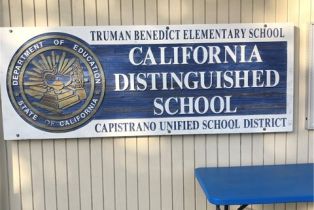 TRUMAN BENEDICT ELEMENTARY SCHOOL
CALIFORNIA
DISTINGUISHED
SCHOOL
CAPISTRANO UNIFIED SCHOOL DISTRICT
DEPARTMENT OF EDUCATION
STATE OF CALIFORNIA